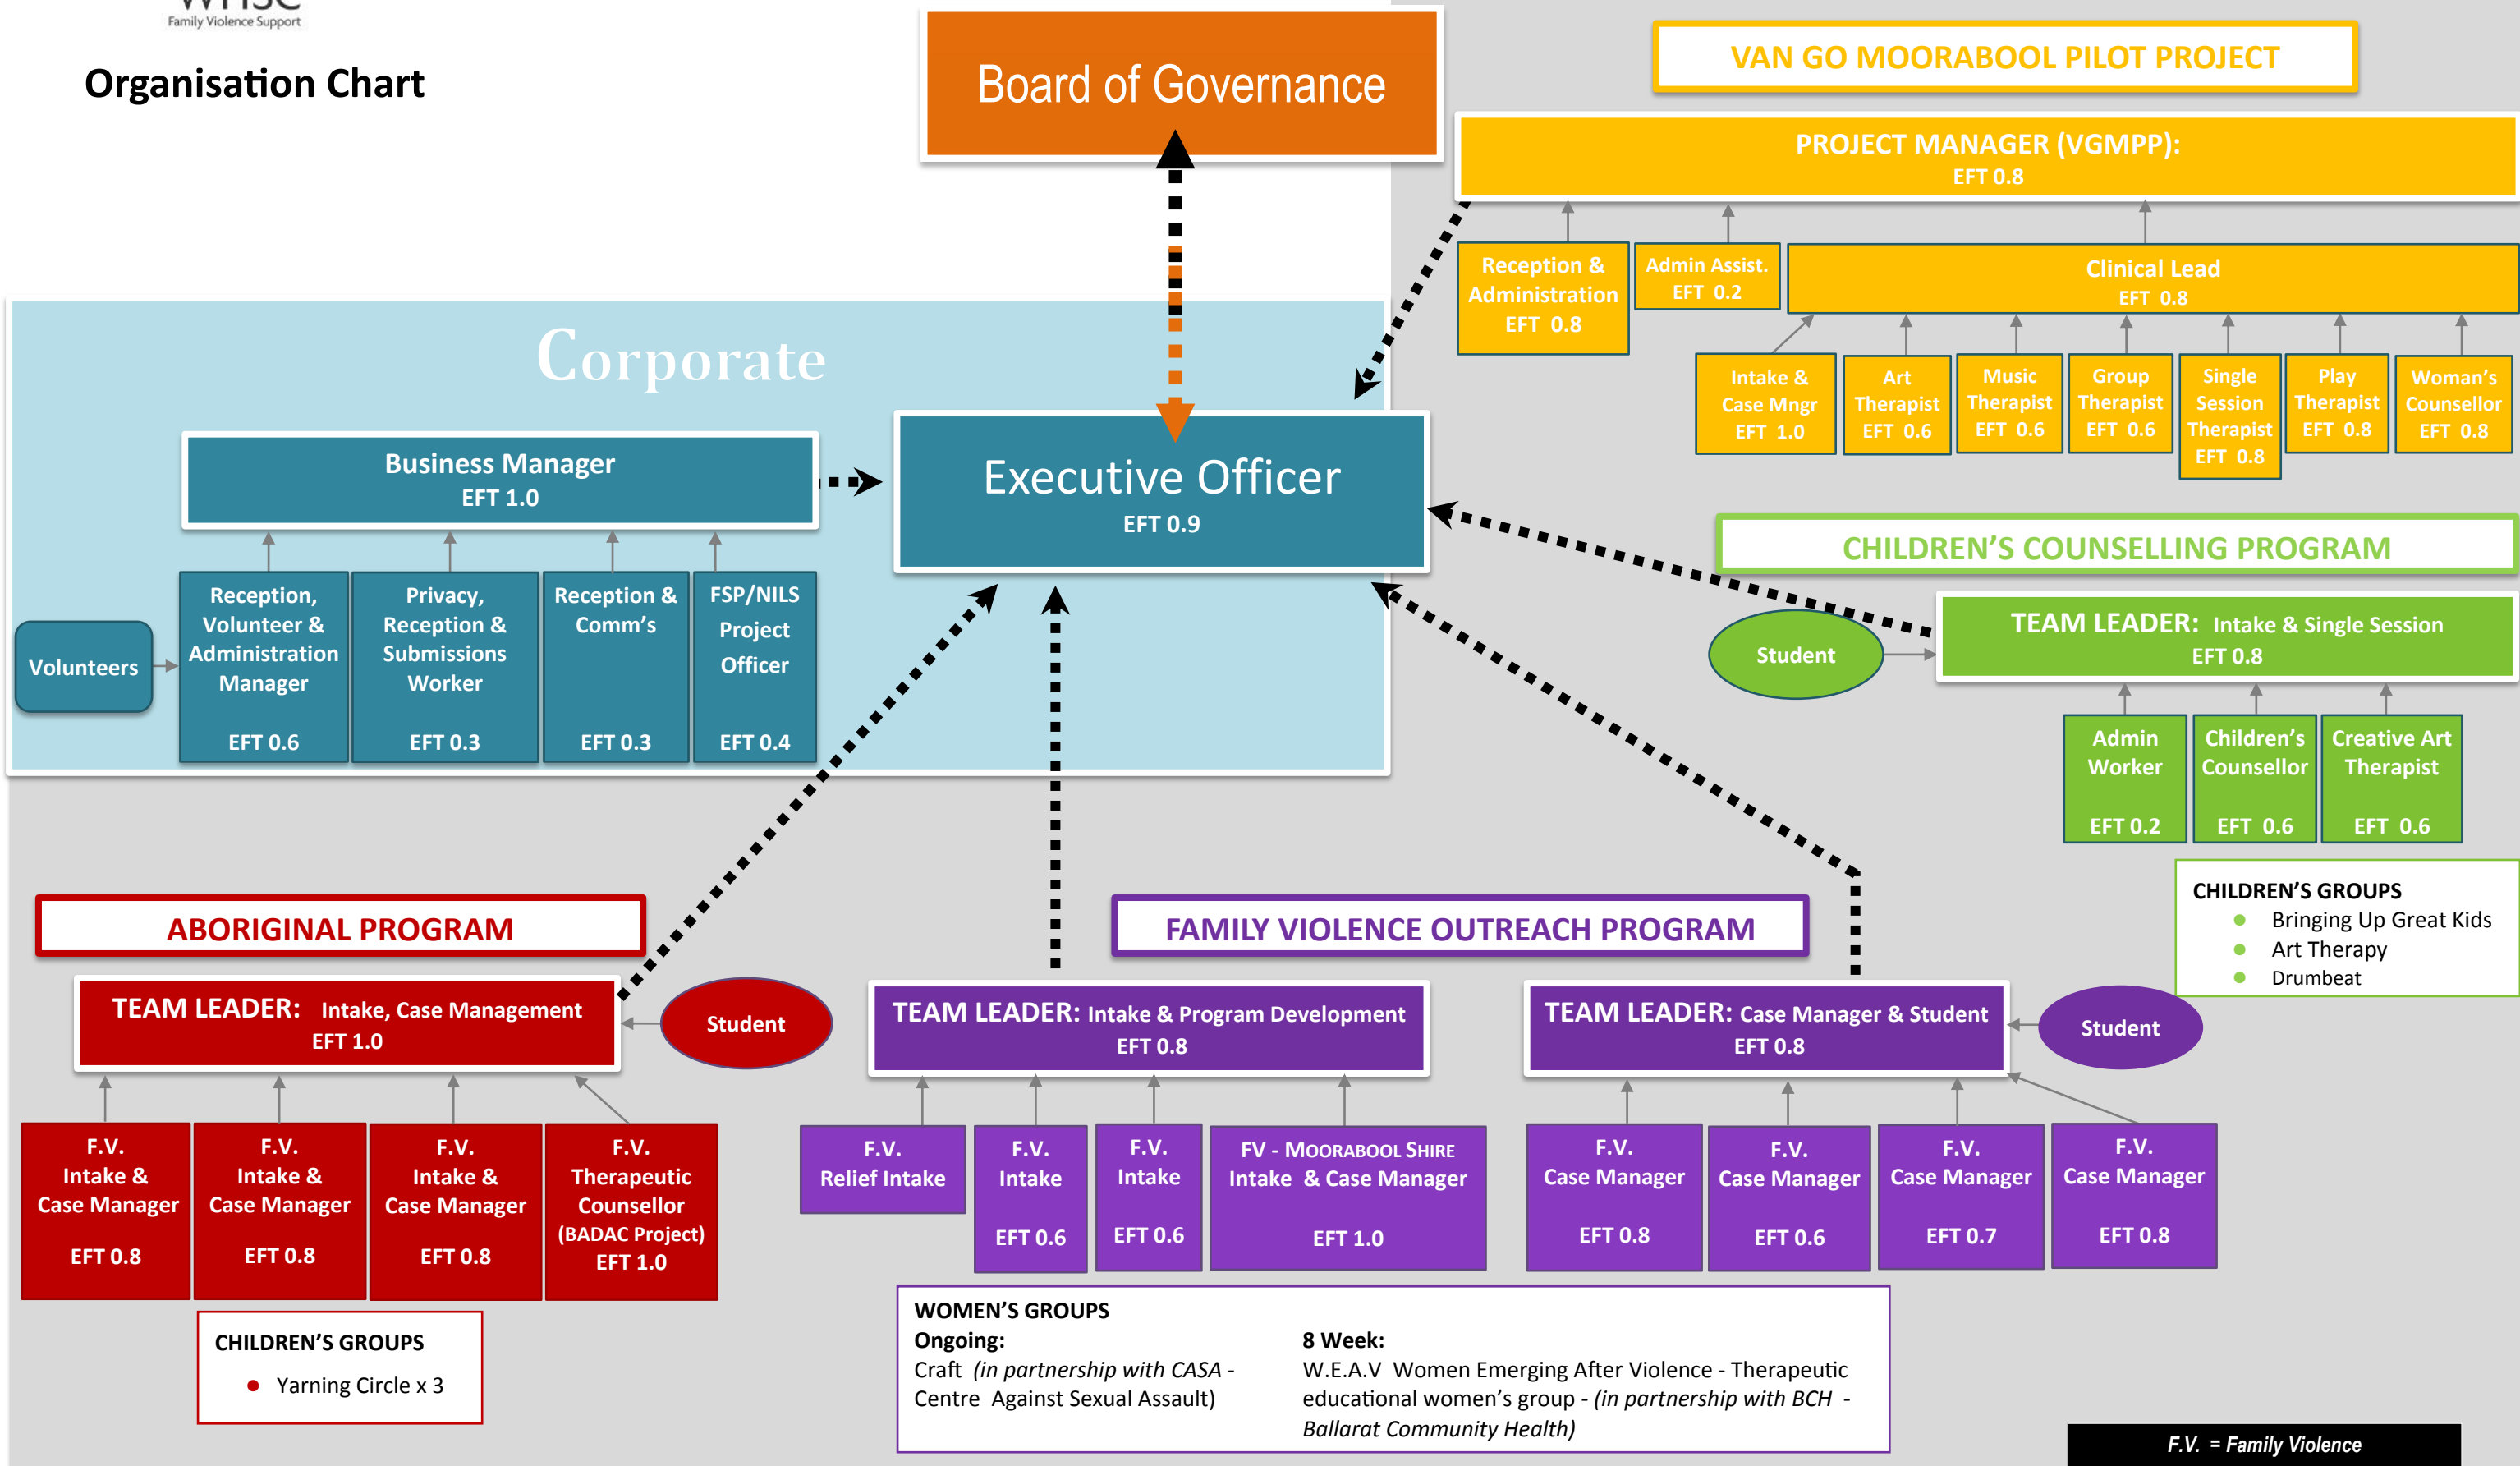 WHSC
Family Violence Support
Organisation Chart
Board of Governance
VAN GO MOORABOOL PILOT PROJECT
PROJECT MANAGER (VGMPP):
EFT 0.8
Reception &
Administration
EFT 0.8
Admin Assist.
EFT 0.2
Clinical Lead
EFT 0.8
Intake &
Case Mngr
EFT 1.0
Art
Therapist
EFT 0.6
Music
Therapist
EFT 0.6
Group
Therapist
EFT 0.6
Single
Session
Therapist
EFT 0.8
Play
Therapist
EFT 0.8
Woman's
Counsellor
EFT 0.8
Corporate
Business Manager
EFT 1.0
Executive Officer
EFT 0.9
Volunteers
Reception,
Volunteer &
Administration
Manager
EFT 0.6
Privacy,
Reception &
Submissions
Worker
EFT 0.3
Reception &
Comm's
EFT 0.3
FSP/NILS
Project
Officer
EFT 0.4
CHILDREN'S COUNSELLING PROGRAM
Student
TEAM LEADER: Intake & Single Session
EFT 0.8
Admin
Worker
EFT 0.2
Children's
Counsellor
EFT 0.6
Creative Art
Therapist
EFT 0.6
CHILDREN'S GROUPS
● Bringing Up Great Kids
● Art Therapy
● Drumbeat
ABORIGINAL PROGRAM
TEAM LEADER: Intake, Case Management
EFT 1.0
Student
F.V.
Intake &
Case Manager
EFT 0.8
F.V.
Intake &
Case Manager
EFT 0.8
F.V.
Intake &
Case Manager
EFT 0.8
F.V.
Therapeutic
Counsellor
(BADAC Project)
EFT 1.0
CHILDREN'S GROUPS
● Yarning Circle x 3
FAMILY VIOLENCE OUTREACH PROGRAM
TEAM LEADER: Intake & Program Development
EFT 0.8
F.V.
Relief Intake
F.V.
Intake
EFT 0.6
F.V.
Intake
EFT 0.6
FV - MOORABOOL SHIRE
Intake & Case Manager
EFT 1.0
TEAM LEADER: Case Manager & Student
EFT 0.8
Student
F.V.
Case Manager
EFT 0.8
F.V.
Case Manager
EFT 0.6
F.V.
Case Manager
EFT 0.7
F.V.
Case Manager
EFT 0.8
WOMEN'S GROUPS
Ongoing:
Craft (in partnership with CASA -
Centre Against Sexual Assault)
8 Week:
W.E.A.V Women Emerging After Violence - Therapeutic
educational women's group - (in partnership with BCH -
Ballarat Community Health)
F.V. = Family Violence